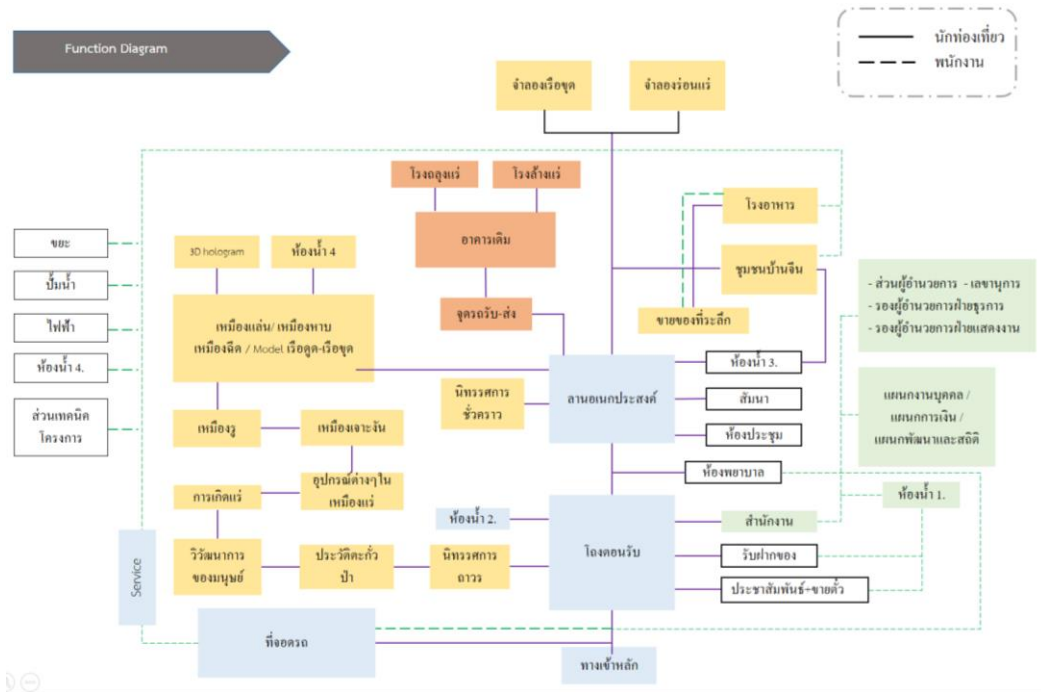 Function Diagram
นักท่องเที่ยว
พนักงาน
จำลองเรือขุด
จำลองร่อนแร่
โรงถลุงแร่
โรงล้างแร่
อาคารเดิม
จุดรถรับ-ส่ง
โรงอาหาร
ชุมชนบ้านจีน
ขายของที่ระลึก
ขยะ
ปั๊มน้ำ
ไฟฟ้า
ห้องน้ำ 4.
ส่วนเทคนิค
โครงการ
3D hologram
ห้องน้ำ 4
เหมืองแล่น/ เหมืองหาบ
เหมืองฉีด / Model เรือดูด-เรือขุด
เหมืองรู
เหมืองเจาะงัน
การเกิดแร่
อุปกรณ์ต่างๆใน
เหมืองแร่
วิวัฒนาการ
ของมนุษย์
ประวัติตะกั่ว
ป่า
นิทรรศการ
ถาวร
นิทรรศการ
ชั่วคราว
ลานอเนกประสงค์
ห้องน้ำ 3.
สัมนา
ห้องประชุม
ห้องพยาบาล
- ส่วนผู้อำนวยการ - เลขานุการ
- รองผู้อำนวยการฝ่ายธุรการ
- รองผู้อำนวยการฝ่ายแสดงงาน
แผนกงานบุคคล /
แผนกการเงิน /
แผนกพัฒนาและสถิติ
ห้องน้ำ 1.
ห้องน้ำ 2.
โถงตอนรับ
สำนักงาน
รับฝากของ
ประชาสัมพันธ์+ขายตั๋ว
Service
ที่จอดรถ
ทางเข้าหลัก